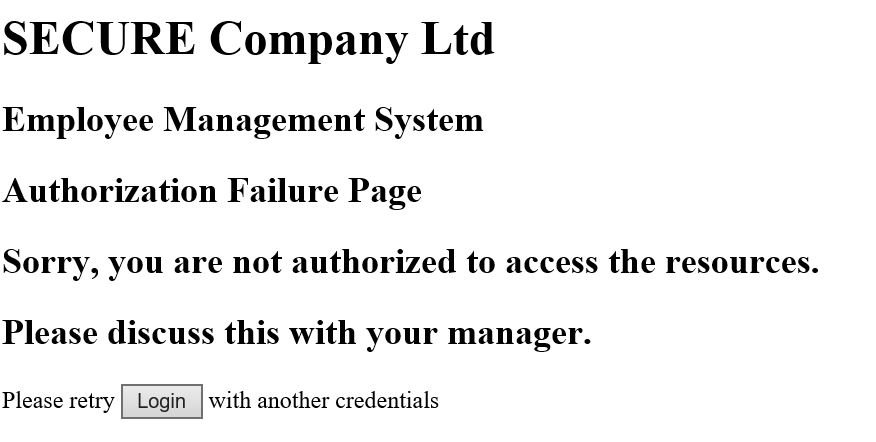 SECURE Company Ltd
Employee Management System
Authorization Failure Page
Sorry, you are not authorized to access the resources.
Please discuss this with your manager.
Please retry Login with another credentials